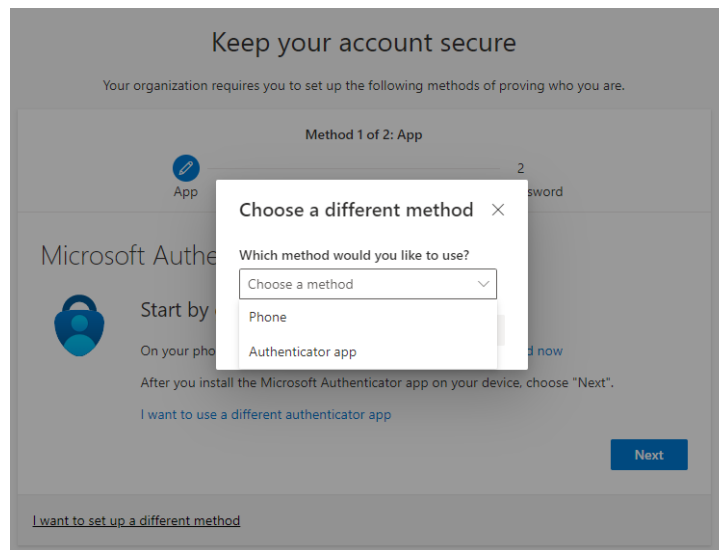 Keep your account secure
Your organization requires you to set up the following methods of proving who you are.
Method 1 of 2: App
2
App
sword
Choose a different method
Which method would you like to use?
Choose a method
Phone
Authenticator app
Microso
ft Authe
Start by
On your pho
d now
After you install the Microsoft Authenticator app on your device, choose "Next".
I want to use a different authenticator app
Next
I want to set up a different method